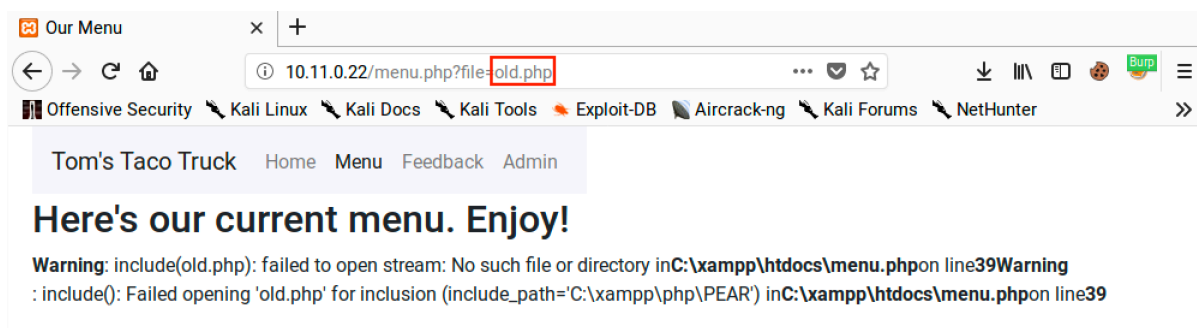 Our Menu
10.11.0.22/menu.php?file=old.php
Burp
Offensive Security Kali Linux Kali Docs Kali Tools Exploit-DB Aircrack-ng Kali Forums NetHunter
Tom's Taco Truck Home Menu Feedback Admin
Here's our current menu. Enjoy!
Warning: include(old.php): failed to open stream: No such file or directory inC:\xampp\htdocs\menu.phpon line39Warning
: include(): Failed opening 'old.php' for inclusion (include_path='C:\xampp\php\PEAR') inC:\xampp\htdocs\menu.phpon line39